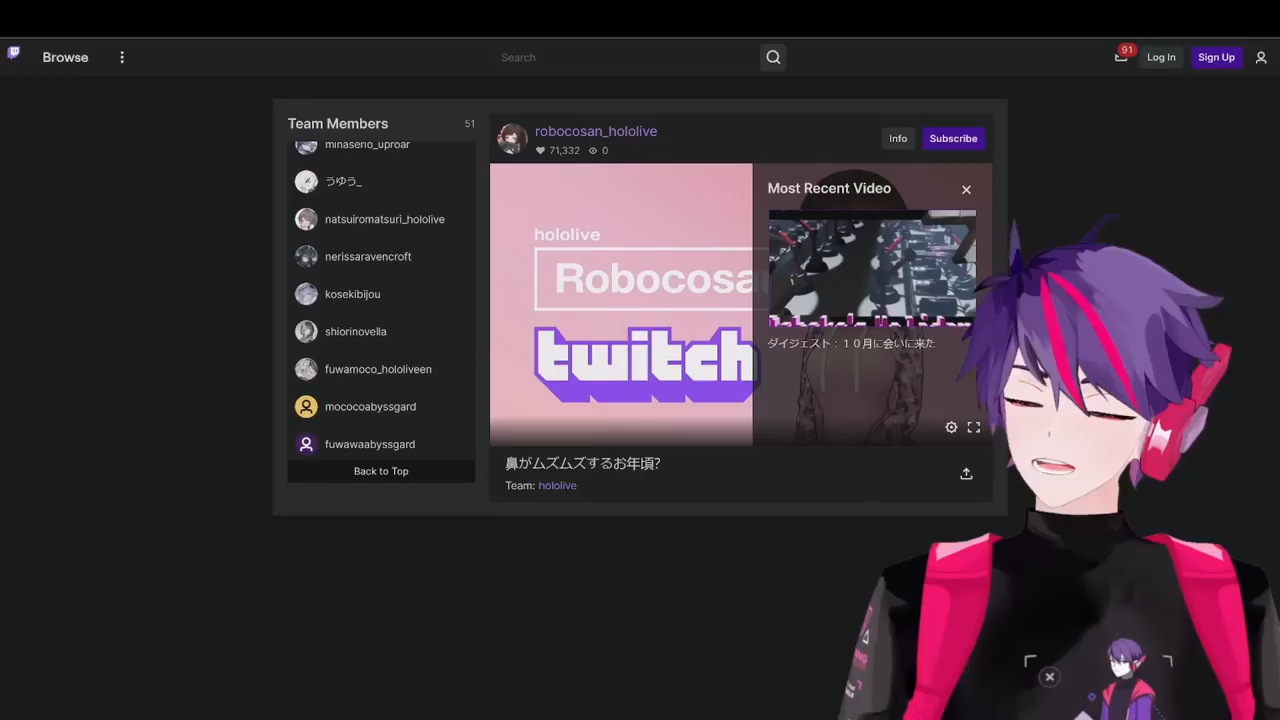 Browse
Search
91
Log In
Sign Up
Team Members
51
minaserio_uproar
うゆう_
natsuiromatsuri_hololive
nerissaravencroft
kosekibijou
shiorinovella
fuwamoco_hololiveen
mococoabyssgard
fuwawaabyssgard
Back to Top
robocosan_hololive
71,332
0
Info
Subscribe
hololive
Robocosa
twitch
Most Recent Video
ダイジェスト：１０月に会いに来た
鼻がムズムズするお年頃?
Team: hololive